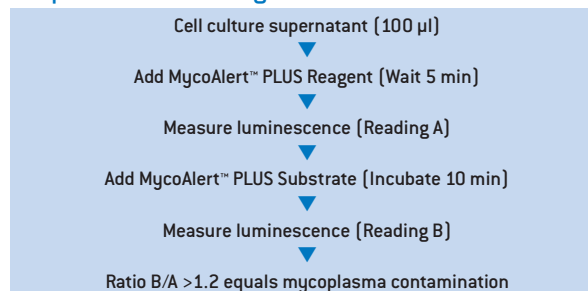 Cell culture supernatant (100 µl)
Add MycoAlert™ PLUS Reagent (Wait 5 min)
Measure luminescence (Reading A)
Add MycoAlert™ PLUS Substrate (Incubate 10 min)
Measure luminescence (Reading B)
Ratio B/A >1.2 equals mycoplasma contamination